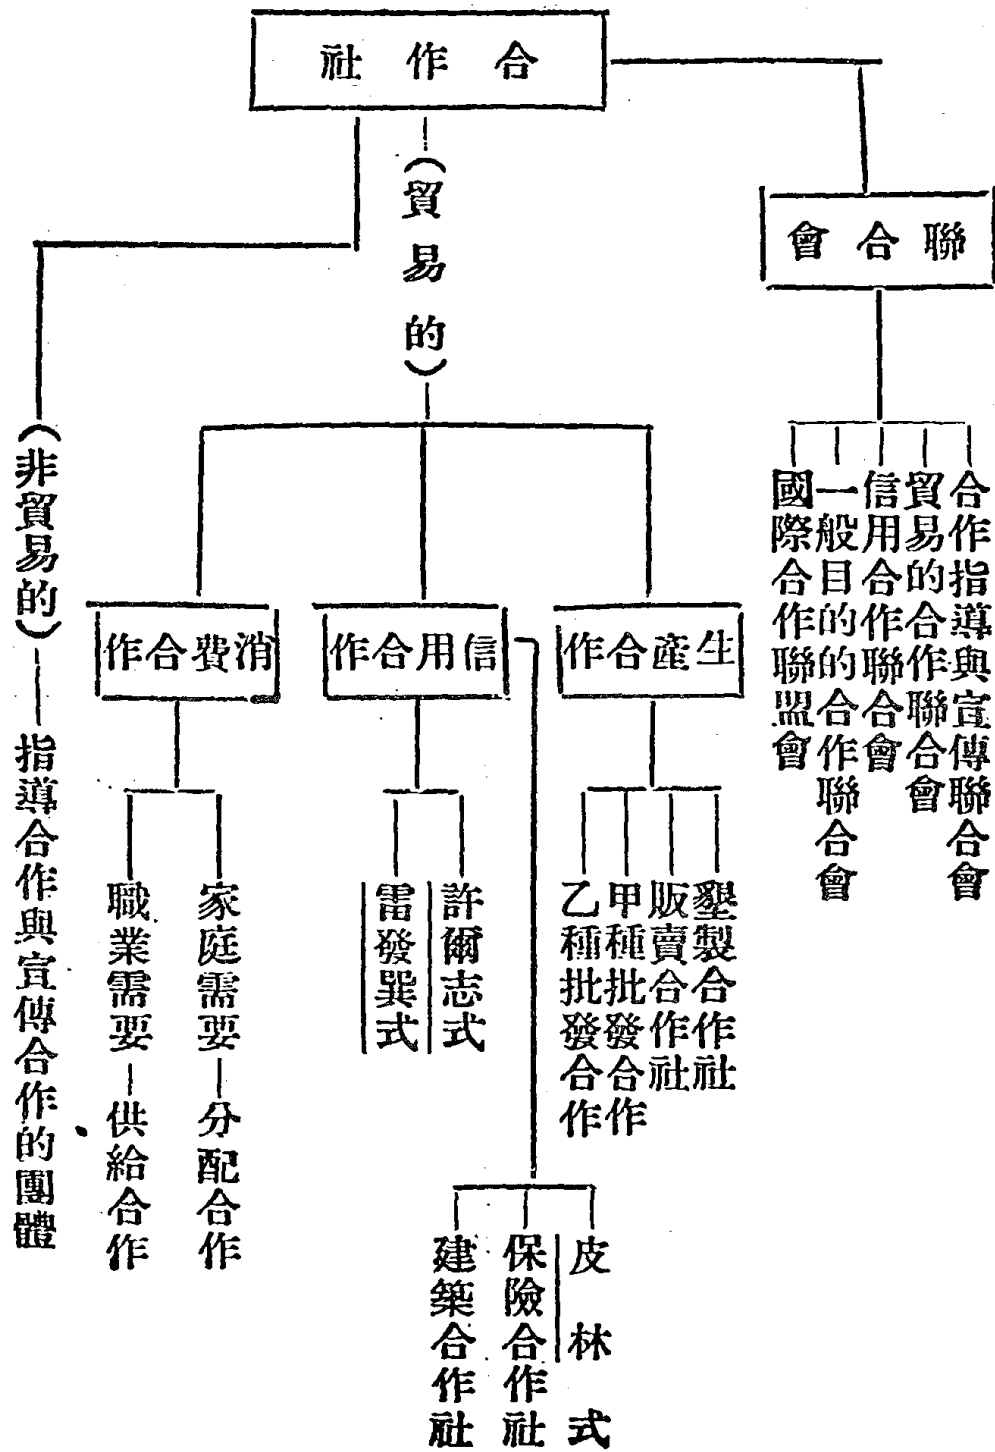 合作社
聯合會
合作指導與宣傳聯合會
貿易的合作聯合會
信用合作聯合會
一般目的的合作聯合會
國際合作聯盟會
(貿易的)
生產合作
墾製合作社
販賣合作社
甲種批發合作
乙種批發合作
信用合作
許爾志式
雷發巽式
皮林式
保險合作社
建築合作社
消費合作
家庭需要—分配合作
職業需要—供給合作
(非貿易的)——指導合作與宣傳合作的團體